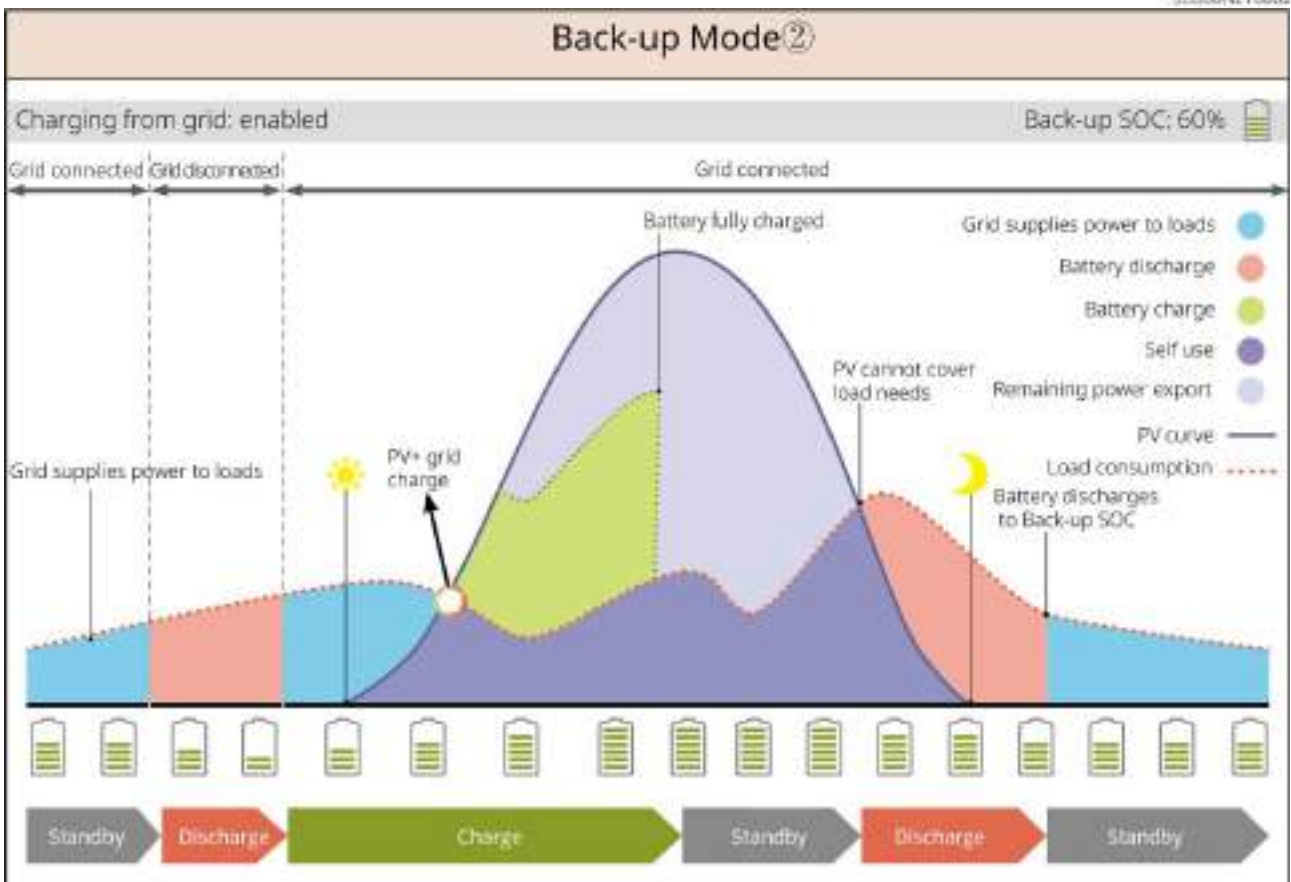 Back-up Mode②
Charging from grid: enabled
Back-up SOC: 60%
Grid connected
Grid disconnected
Grid connected
Battery fully charged
Grid supplies power to loads
Battery discharge
Battery charge
Self use
Remaining power export
PV curve
Load consumption
PV cannot cover
load needs
Grid supplies power to loads
PV+ grid
charge
Battery discharges
to Back-up SOC
Standby
Discharge
Charge
Standby
Discharge
Standby